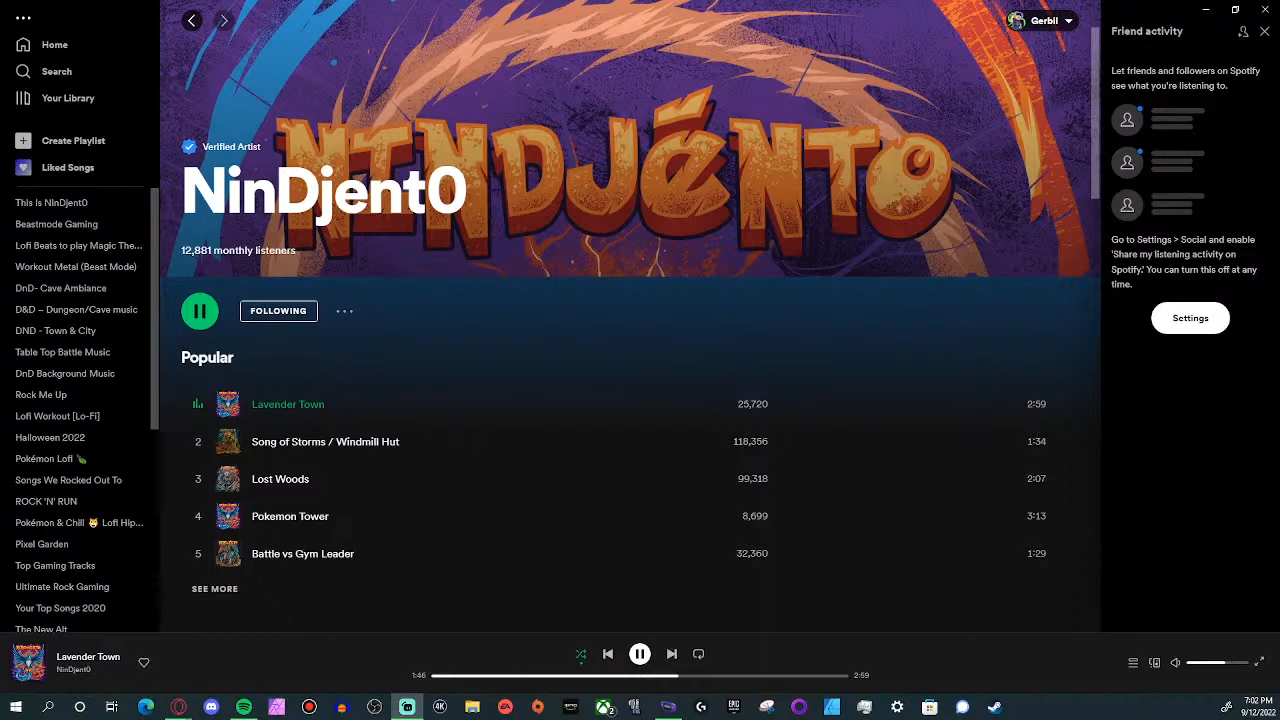 Home
Search
Your Library
Create Playlist
Liked Songs
This Is NinDjent0
Beastmode Gaming
Lofi Beats to play Magic The...
Workout Metal (Beast Mode)
DnD- Cave Ambiance
D&D – Dungeon/Cave music
DND - Town & City
Table Top Battle Music
DnD Background Music
Rock Me Up
Lofi Workout [Lo-Fi]
Halloween 2022
Pokémon Lofi 🍃
Songs We Rocked Out To
ROCK 'N' RUN
Pokémon & Chill 🐱 Lofi Hip...
Pixel Garden
Top Gaming Tracks
Ultimate Rock Gaming
Your Top Songs 2020
The New Alt
Gerbil
NINDJéNTO
Verified Artist
NinDjent0
12,881 monthly listeners
FOLLOWING
Popular
Lavender Town 25,720 2:59
2 Song of Storms / Windmill Hut 118,356 1:34
3 Lost Woods 99,318 2:07
4 Pokemon Tower 8,699 3:13
5 Battle vs Gym Leader 32,360 1:29
SEE MORE
Friend activity
Let friends and followers on Spotify
see what you're listening to.
Go to Settings > Social and enable
'Share my listening activity on
Spotify.' You can turn this off at any
time.
Settings
Lavender Town
NinDjent0
1:46
2:59
4K
EA
EPIC
2
7:02 PM
9/12/2022